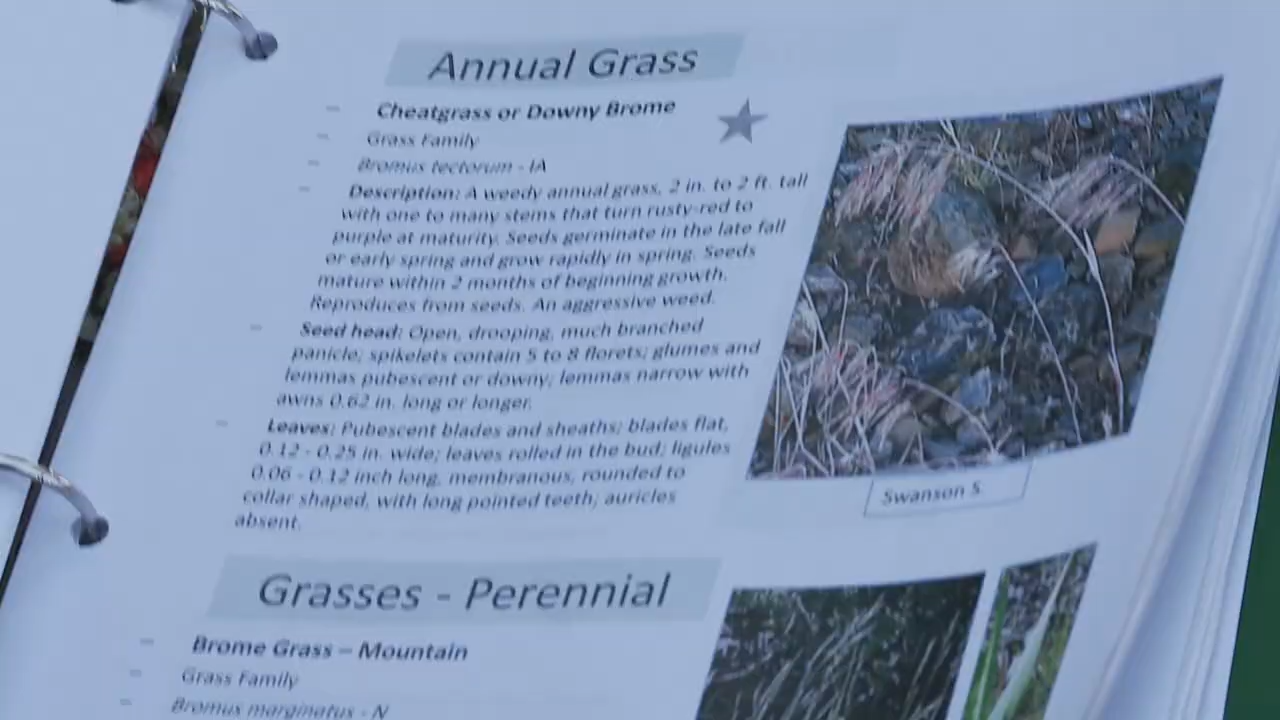 Annual Grass
Cheatgrass or Downy Brome
Grass Family
Bromus tectorum - IA
Description: A weedy annual grass, 2 in. to 2 ft. tall
with one to many stems that turn rusty-red to
purple at maturity. Seeds germinate in the late fall
or early spring and grow rapidly in spring. Seeds
mature within 2 months of beginning growth.
Reproduces from seeds. An aggressive weed.
Seed head: Open, drooping, much branched
panicle; spikelets contain 5 to 8 florets; glumes and
lemmas pubescent or downy; lemmas narrow with
awns 0.62 in. long or longer.
Leaves: Pubescent blades and sheaths; blades flat,
0.12 - 0.25 in. wide; leaves rolled in the bud; ligules
0.06 - 0.12 inch long, membranous, rounded to
collar shaped, with long pointed teeth; auricles
absent.
Swanson S
Grasses - Perennial
Brome Grass – Mountain
Grass Family
Bromus marginatus - N